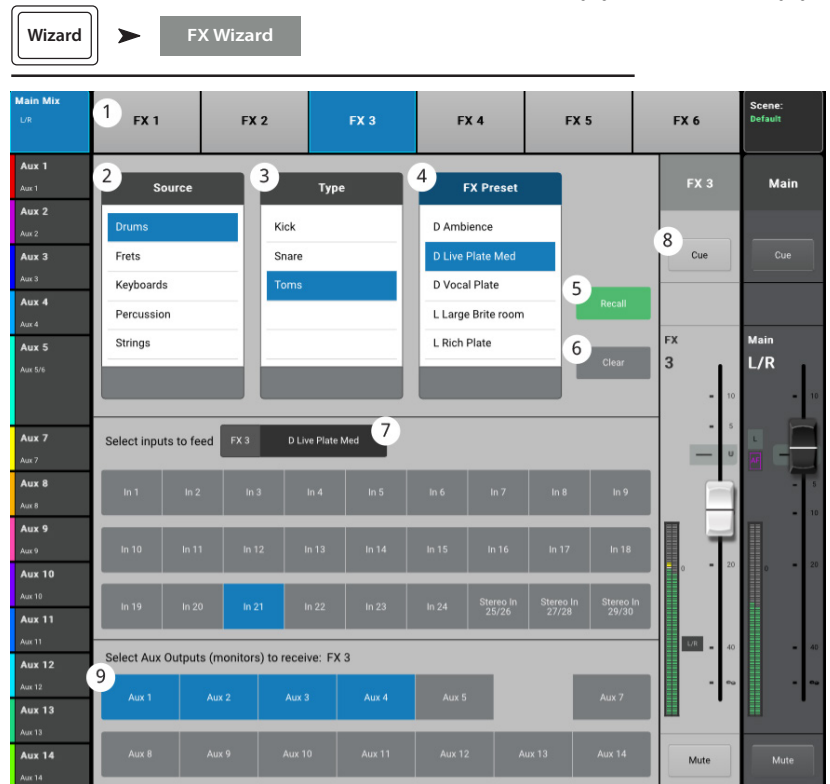 Wizard
FX Wizard
Main Mix
L/R
1
FX 1
FX 2
FX 3
FX 4
FX 5
FX 6
Scene:
Default
Aux 1
Aux 1
Aux 2
Aux 2
Aux 3
Aux 3
Aux 4
Aux 4
Aux 5
Aux 5/6
Aux 7
Aux 7
Aux 8
Aux 8
Aux 9
Aux 9
Aux 10
Aux 10
Aux 11
Aux 11
Aux 12
Aux 12
Aux 13
Aux 13
Aux 14
Aux 14
2
Source
Drums
Frets
Keyboards
Percussion
Strings
3
Type
Kick
Snare
Toms
4
FX Preset
D Ambience
D Live Plate Med
D Vocal Plate
L Large Brite room
L Rich Plate
5
Recall
6
Clear
Select inputs to feed
FX 3
D Live Plate Med
7
In 1 In 2 In 3 In 4 In 5 In 6 In 7 In 8 In 9
In 10 In 11 In 12 In 13 In 14 In 15 In 16 In 17 In 18
In 19 In 20 In 21 In 22 In 23 In 24 Stereo In 25/26 Stereo In 27/28 Stereo In 29/30
Select Aux Outputs (monitors) to receive: FX 3
9
Aux 1 Aux 2 Aux 3 Aux 4 Aux 5 Aux 7
Aux 8 Aux 9 Aux 10 Aux 11 Aux 12 Aux 13 Aux 14
FX 3
8
Cue
FX
3
10
5
U
0
20
L/R
40
∞
Mute
Main
Cue
Main
L/R
10
L
5
10
0
20
40
∞
Mute